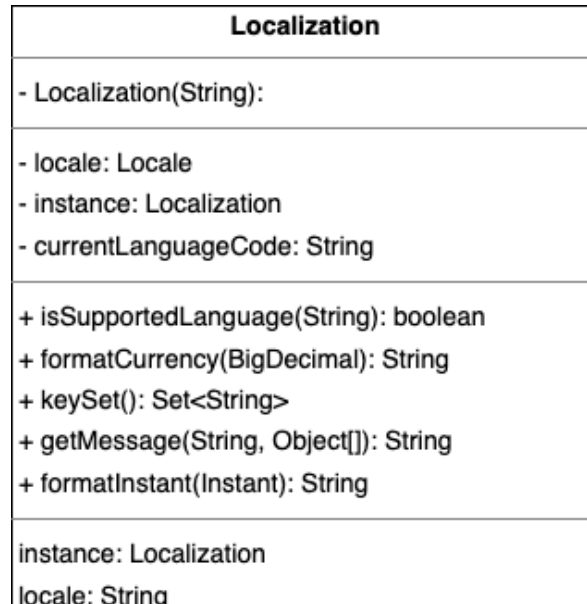 Localization
- Localization(String):
- locale: Locale
- instance: Localization
- currentLanguageCode: String
+ isSupportedLanguage(String): boolean
+ formatCurrency(BigDecimal): String
+ keySet(): Set<String>
+ getMessage(String, Object[]): String
+ formatInstant(Instant): String
instance: Localization
locale: String